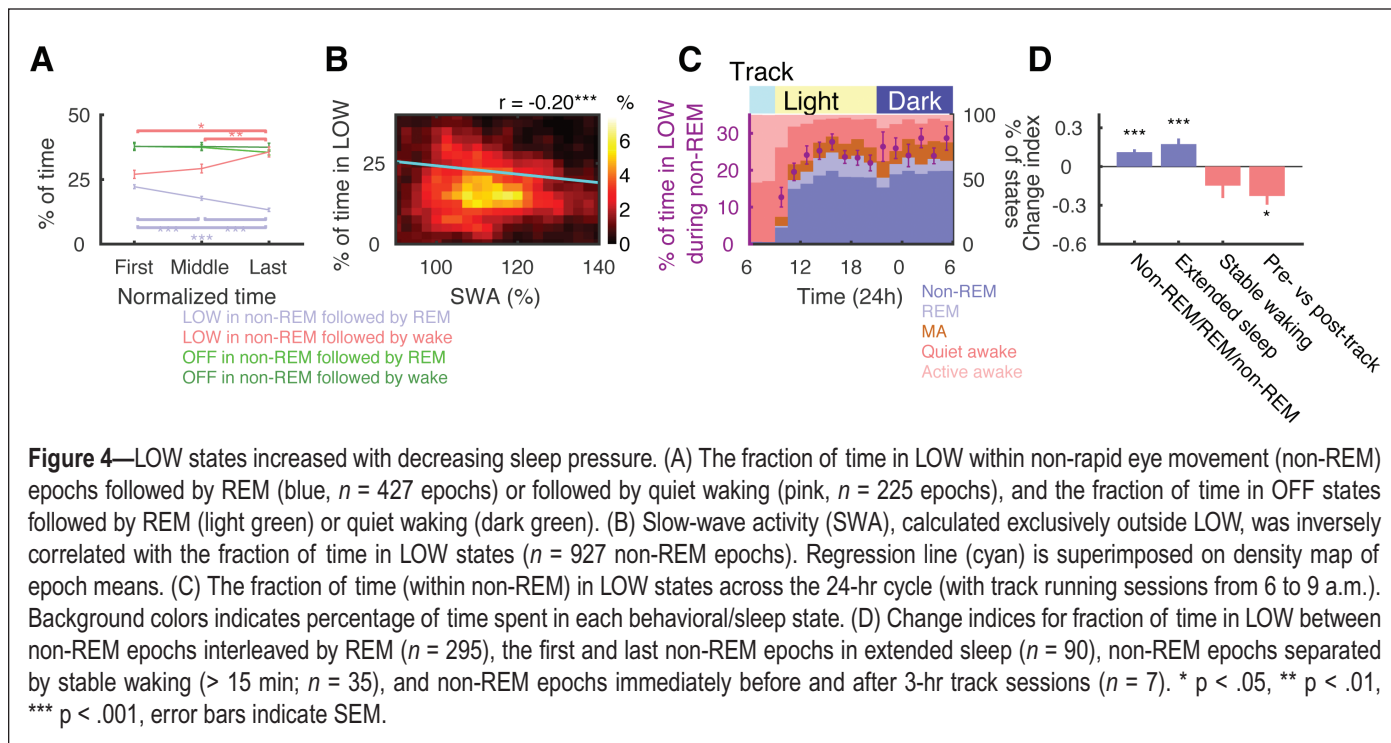 A
B
C
D
Track
Light
Dark
r = -0.20***
%
% of time
50
25
0
*
**
***
***
***
First
Middle
Last
Normalized time
LOW in non-REM followed by REM
LOW in non-REM followed by wake
OFF in non-REM followed by REM
OFF in non-REM followed by wake
% of time in LOW
25
0
100
120
140
SWA (%)
6
4
2
0
% of time in LOW
during non-REM
30
20
10
0
6
12
18
0
6
Time (24h)
100
50
0
% of states
Non-REM
REM
MA
Quiet awake
Active awake
Change index
0.3
0
-0.3
-0.6
***
***
*
Non-REM/REM/non-REM
Extended sleep
Stable waking
Pre- vs post-track
Figure 4—LOW states increased with decreasing sleep pressure. (A) The fraction of time in LOW within non-rapid eye movement (non-REM)
epochs followed by REM (blue, n = 427 epochs) or followed by quiet waking (pink, n = 225 epochs), and the fraction of time in OFF states
followed by REM (light green) or quiet waking (dark green). (B) Slow-wave activity (SWA), calculated exclusively outside LOW, was inversely
correlated with the fraction of time in LOW states (n = 927 non-REM epochs). Regression line (cyan) is superimposed on density map of
epoch means. (C) The fraction of time (within non-REM) in LOW states across the 24-hr cycle (with track running sessions from 6 to 9 a.m.).
Background colors indicates percentage of time spent in each behavioral/sleep state. (D) Change indices for fraction of time in LOW between
non-REM epochs interleaved by REM (n = 295), the first and last non-REM epochs in extended sleep (n = 90), non-REM epochs separated
by stable waking (> 15 min; n = 35), and non-REM epochs immediately before and after 3-hr track sessions (n = 7). * p < .05, ** p < .01,
*** p < .001, error bars indicate SEM.